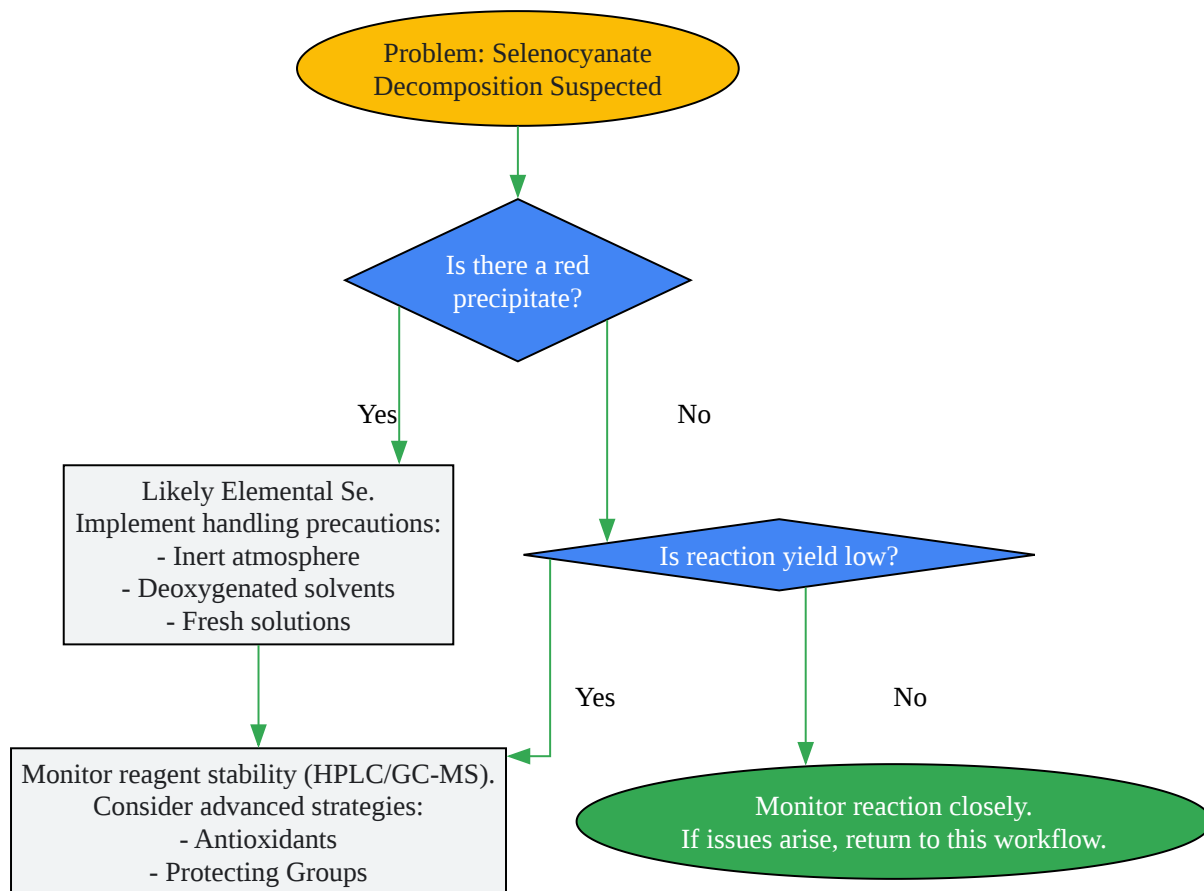 Problem: Selenocyanate
Decomposition Suspected
Is there a red
precipitate?
Yes
No
Likely Elemental Se.
Implement handling precautions:
- Inert atmosphere
- Deoxygenated solvents
- Fresh solutions
Is reaction yield low?
Yes
No
Monitor reagent stability (HPLC/GC-MS).
Consider advanced strategies:
- Antioxidants
- Protecting Groups
Monitor reaction closely.
If issues arise, return to this workflow.